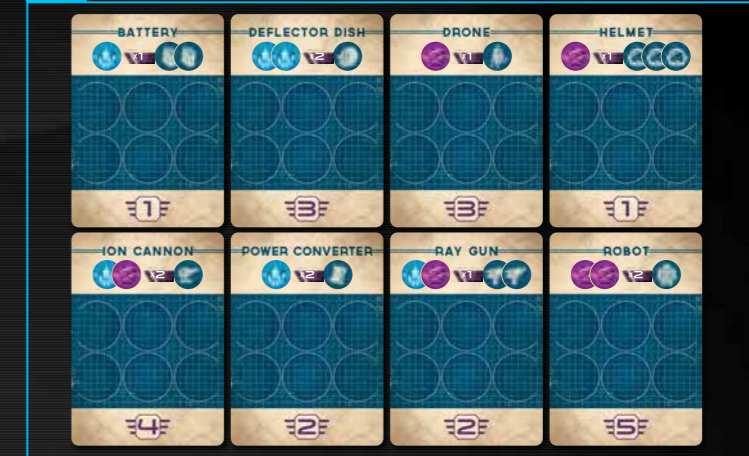 BATTERY
x1
1
DEFLECTOR DISH
x2
3
DRONE
x1
3
HELMET
x1
1
ION CANNON
x2
4
POWER CONVERTER
x2
2
RAY GUN
x1
2
ROBOT
x2
5